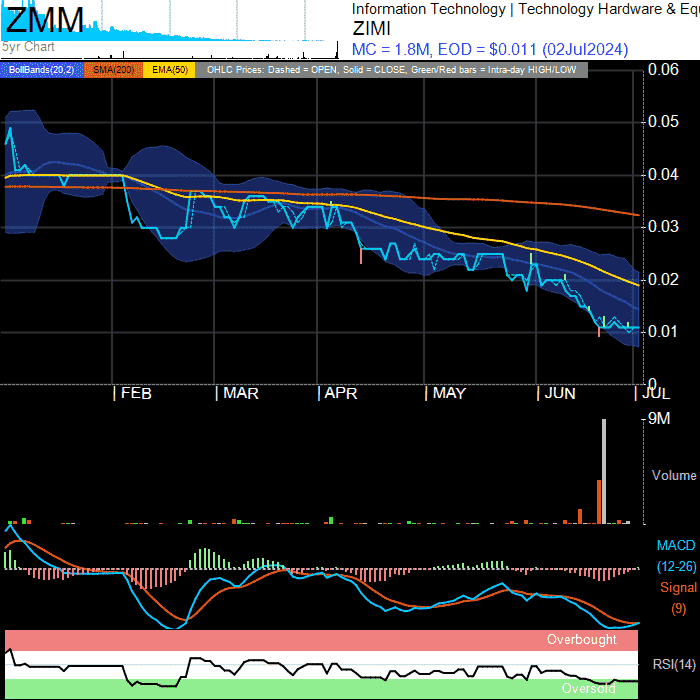 ZMM
5yr Chart
Information Technology | Technology Hardware & Equ
ZIMI
MC = 1.8M, EOD = $0.011 (02Jul2024)
BollBands(20,2) SMA(200) EMA(50) OHLC Prices: Dashed = OPEN, Solid = CLOSE, Green/Red bars = Intra-day HIGH/LOW
0.06
0.05
0.04
0.03
0.02
0.01
0
FEB MAR APR MAY JUN JUL
9M
Volume
MACD
(12-26)
Signal
(9)
Overbought
RSI(14)
Oversold